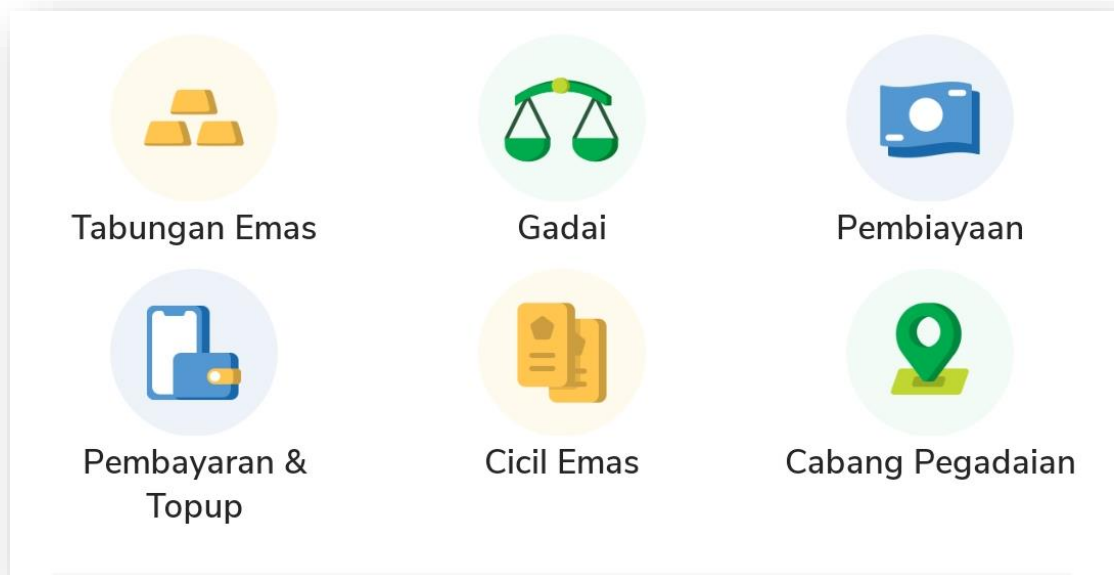 Tabungan Emas
Gadai
Pembiayaan
Pembayaran &
Topup
Cicil Emas
Cabang Pegadaian